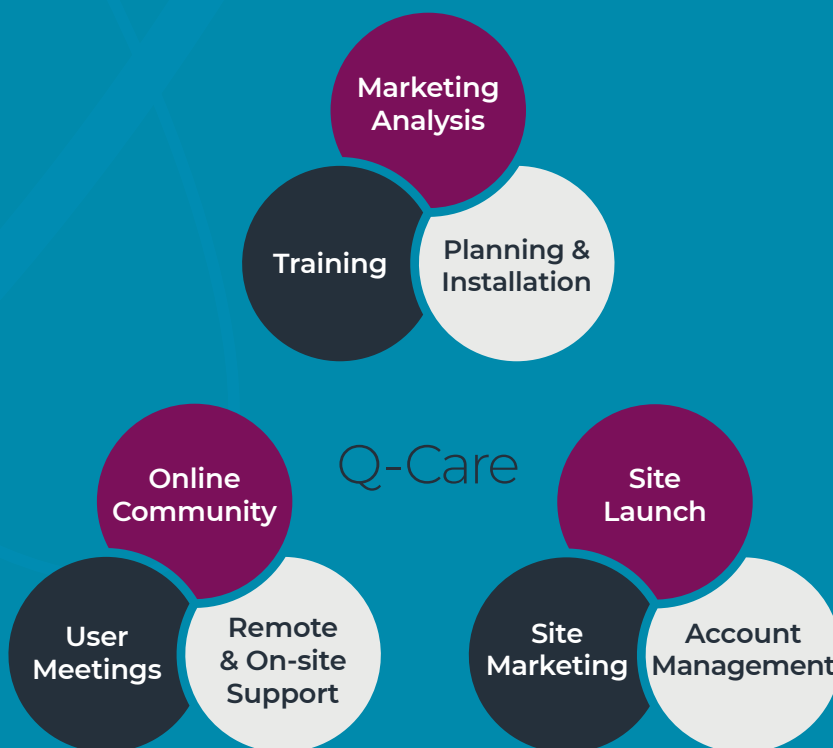 Marketing
Analysis
Training
Planning &
Installation
Q-Care
Online
Community
User
Meetings
Remote
& On-site
Support
Site
Launch
Site
Marketing
Account
Management